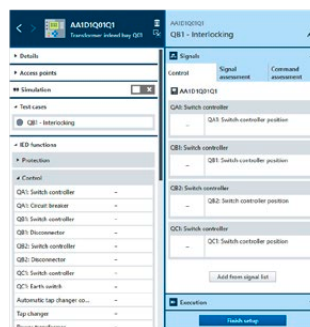 AA1D1Q01Q1
Transformer infeed bay Q01
Details
Access points
Simulation
Test cases
QB1 - Interlocking
IED functions
Protection
Control
QA1: Switch controller -
QA1: Circuit breaker -
QB1: Switch controller -
QB1: Disconnector -
QB2: Switch controller -
QB2: Disconnector -
QC1: Switch controller -
QC1: Earth switch -
Automatic tap changer co... -
Tap changer -
AA1D1Q01Q1
QB1 - Interlocking
Signals
Control
Signal assessment
Command assessment
AA1D1Q01Q1
QA1: Switch controller
- QA1: Switch controller position
QB1: Switch controller
- QB1: Switch controller position
QB2: Switch controller
- QB2: Switch controller position
QC1: Switch controller
- QC1: Switch controller position
Add from signal list
Execution
Finish setup